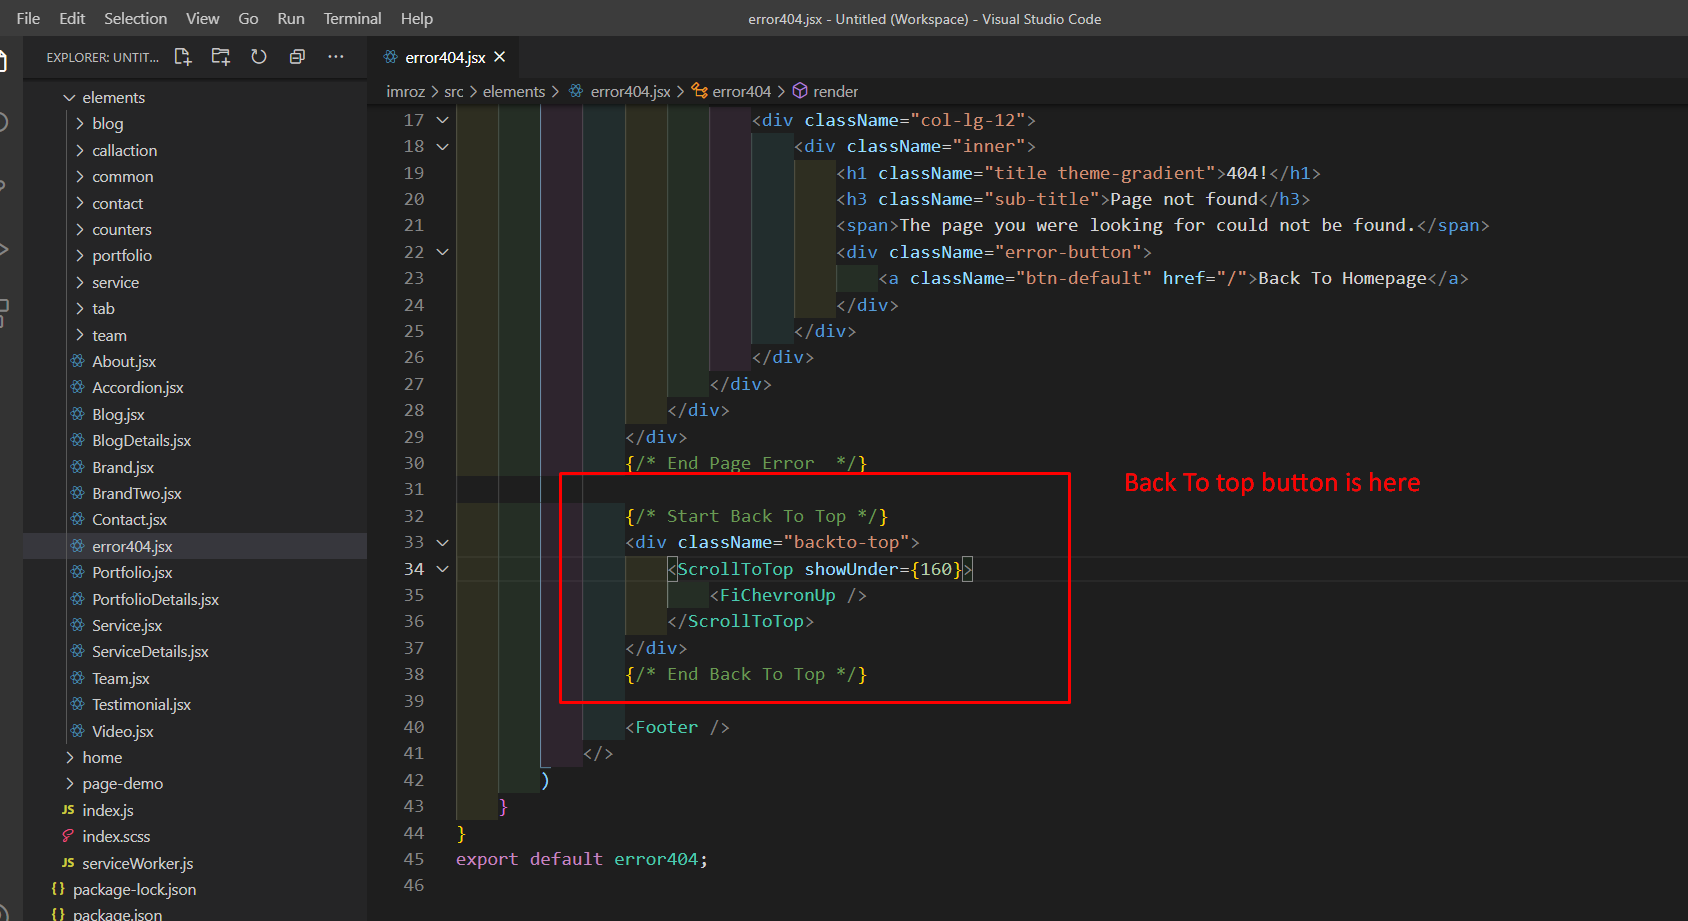 File Edit Selection View Go Run Terminal Help
error404.jsx - Untitled (Workspace) - Visual Studio Code
EXPLORER: UNTIT...
elements
blog
callaction
common
contact
counters
portfolio
service
tab
team
About.jsx
Accordion.jsx
Blog.jsx
BlogDetails.jsx
Brand.jsx
BrandTwo.jsx
Contact.jsx
error404.jsx
Portfolio.jsx
PortfolioDetails.jsx
Service.jsx
ServiceDetails.jsx
Team.jsx
Testimonial.jsx
Video.jsx
home
page-demo
JS index.js
index.scss
JS serviceWorker.js
{} package-lock.json
{} package.json
error404.jsx
imroz > src > elements > error404.jsx > error404 > render
17 <div className="col-lg-12">
18 <div className="inner">
19 <h1 className="title theme-gradient">404!</h1>
20 <h3 className="sub-title">Page not found</h3>
21 <span>The page you were looking for could not be found.</span>
22 <div className="error-button">
23 <a className="btn-default" href="/">Back To Homepage</a>
24 </div>
25 </div>
26 </div>
27 </div>
28 </div>
29 </div>
30 {/* End Page Error  */}
31
32 {/* Start Back To Top */}
33 <div className="backto-top">
34 <ScrollToTop showUnder={160}>
35 <FiChevronUp />
36 </ScrollToTop>
37 </div>
38 {/* End Back To Top */}
39
40 <Footer />
41 </>
42 )
43 }
44 }
45 export default error404;
46
Back To top button is here